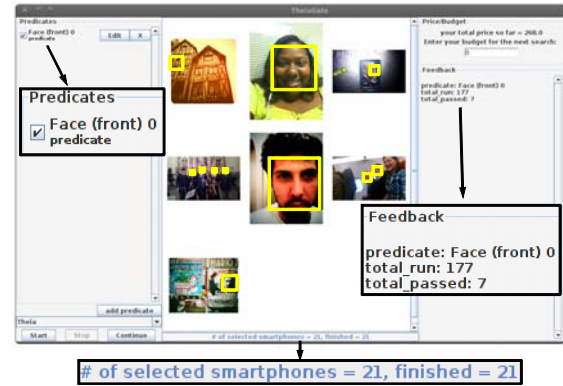 TheiaGate
Predicates
Face (front) 0
predicate
Edit
X
Predicates
Face (front) 0
predicate
add predicate
Theia
Start
Stop
Continue
# of selected smartphones = 21, finished = 21
Price/Budget
your total price so far = 268.0
Enter your budget for the next search:
Feedback
predicate: Face (front) 0
total_run: 177
total_passed: 7
Feedback
predicate: Face (front) 0
total_run: 177
total_passed: 7
# of selected smartphones = 21, finished = 21